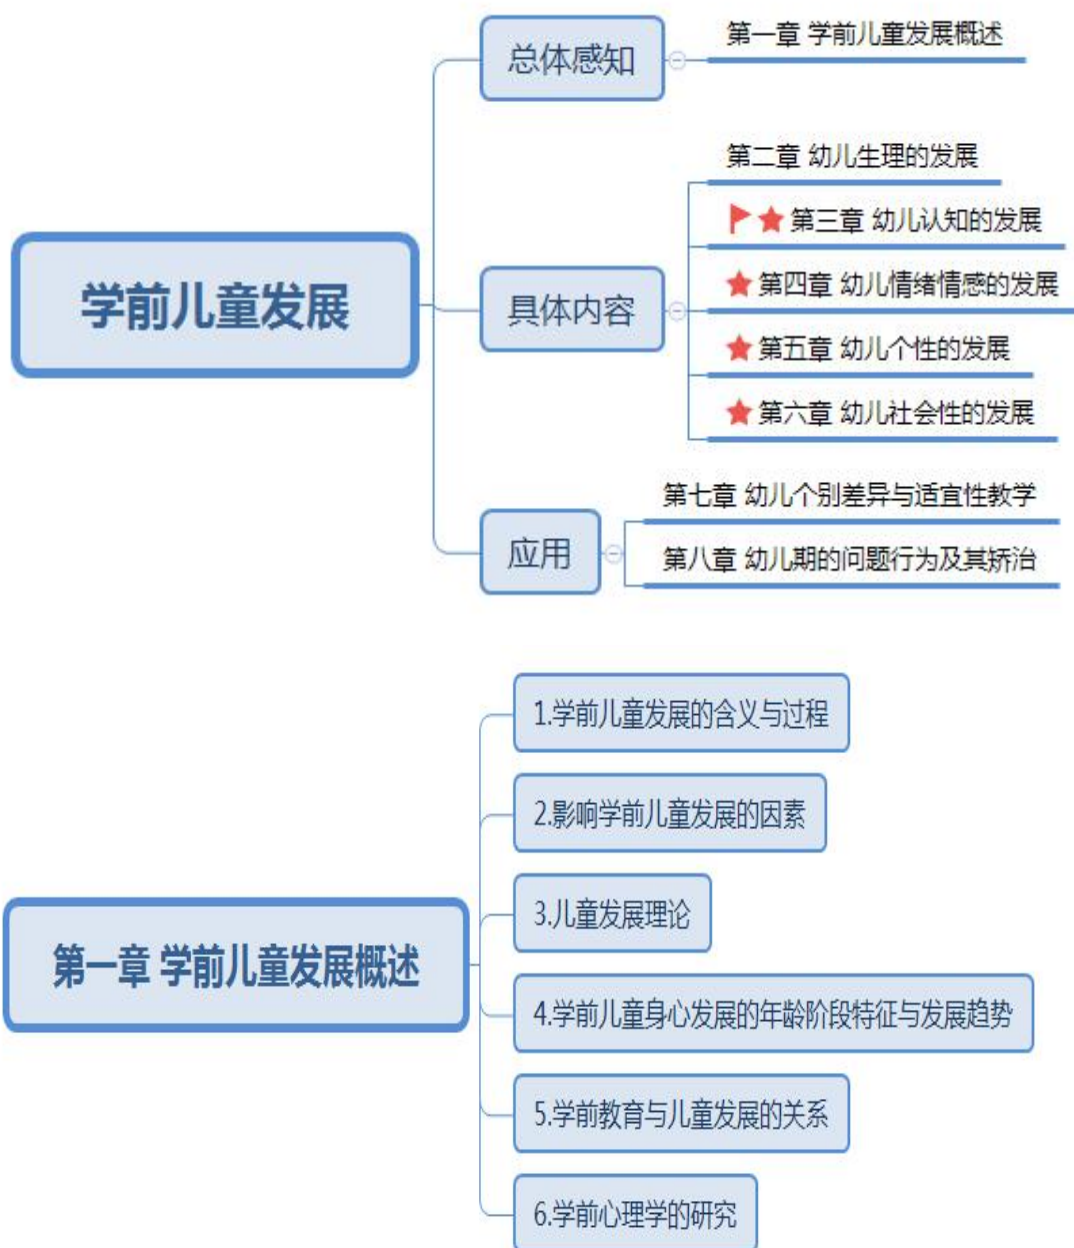 总体感知
第一章 学前儿童发展概述
学前儿童发展
具体内容
第二章 幼儿生理的发展
第三章 幼儿认知的发展
第四章 幼儿情绪情感的发展
第五章 幼儿个性的发展
第六章 幼儿社会性的发展
应用
第七章 幼儿个别差异与适宜性教学
第八章 幼儿期的问题行为及其矫治
第一章 学前儿童发展概述
1.学前儿童发展的含义与过程
2.影响学前儿童发展的因素
3.儿童发展理论
4.学前儿童身心发展的年龄阶段特征与发展趋势
5.学前教育与儿童发展的关系
6.学前心理学的研究